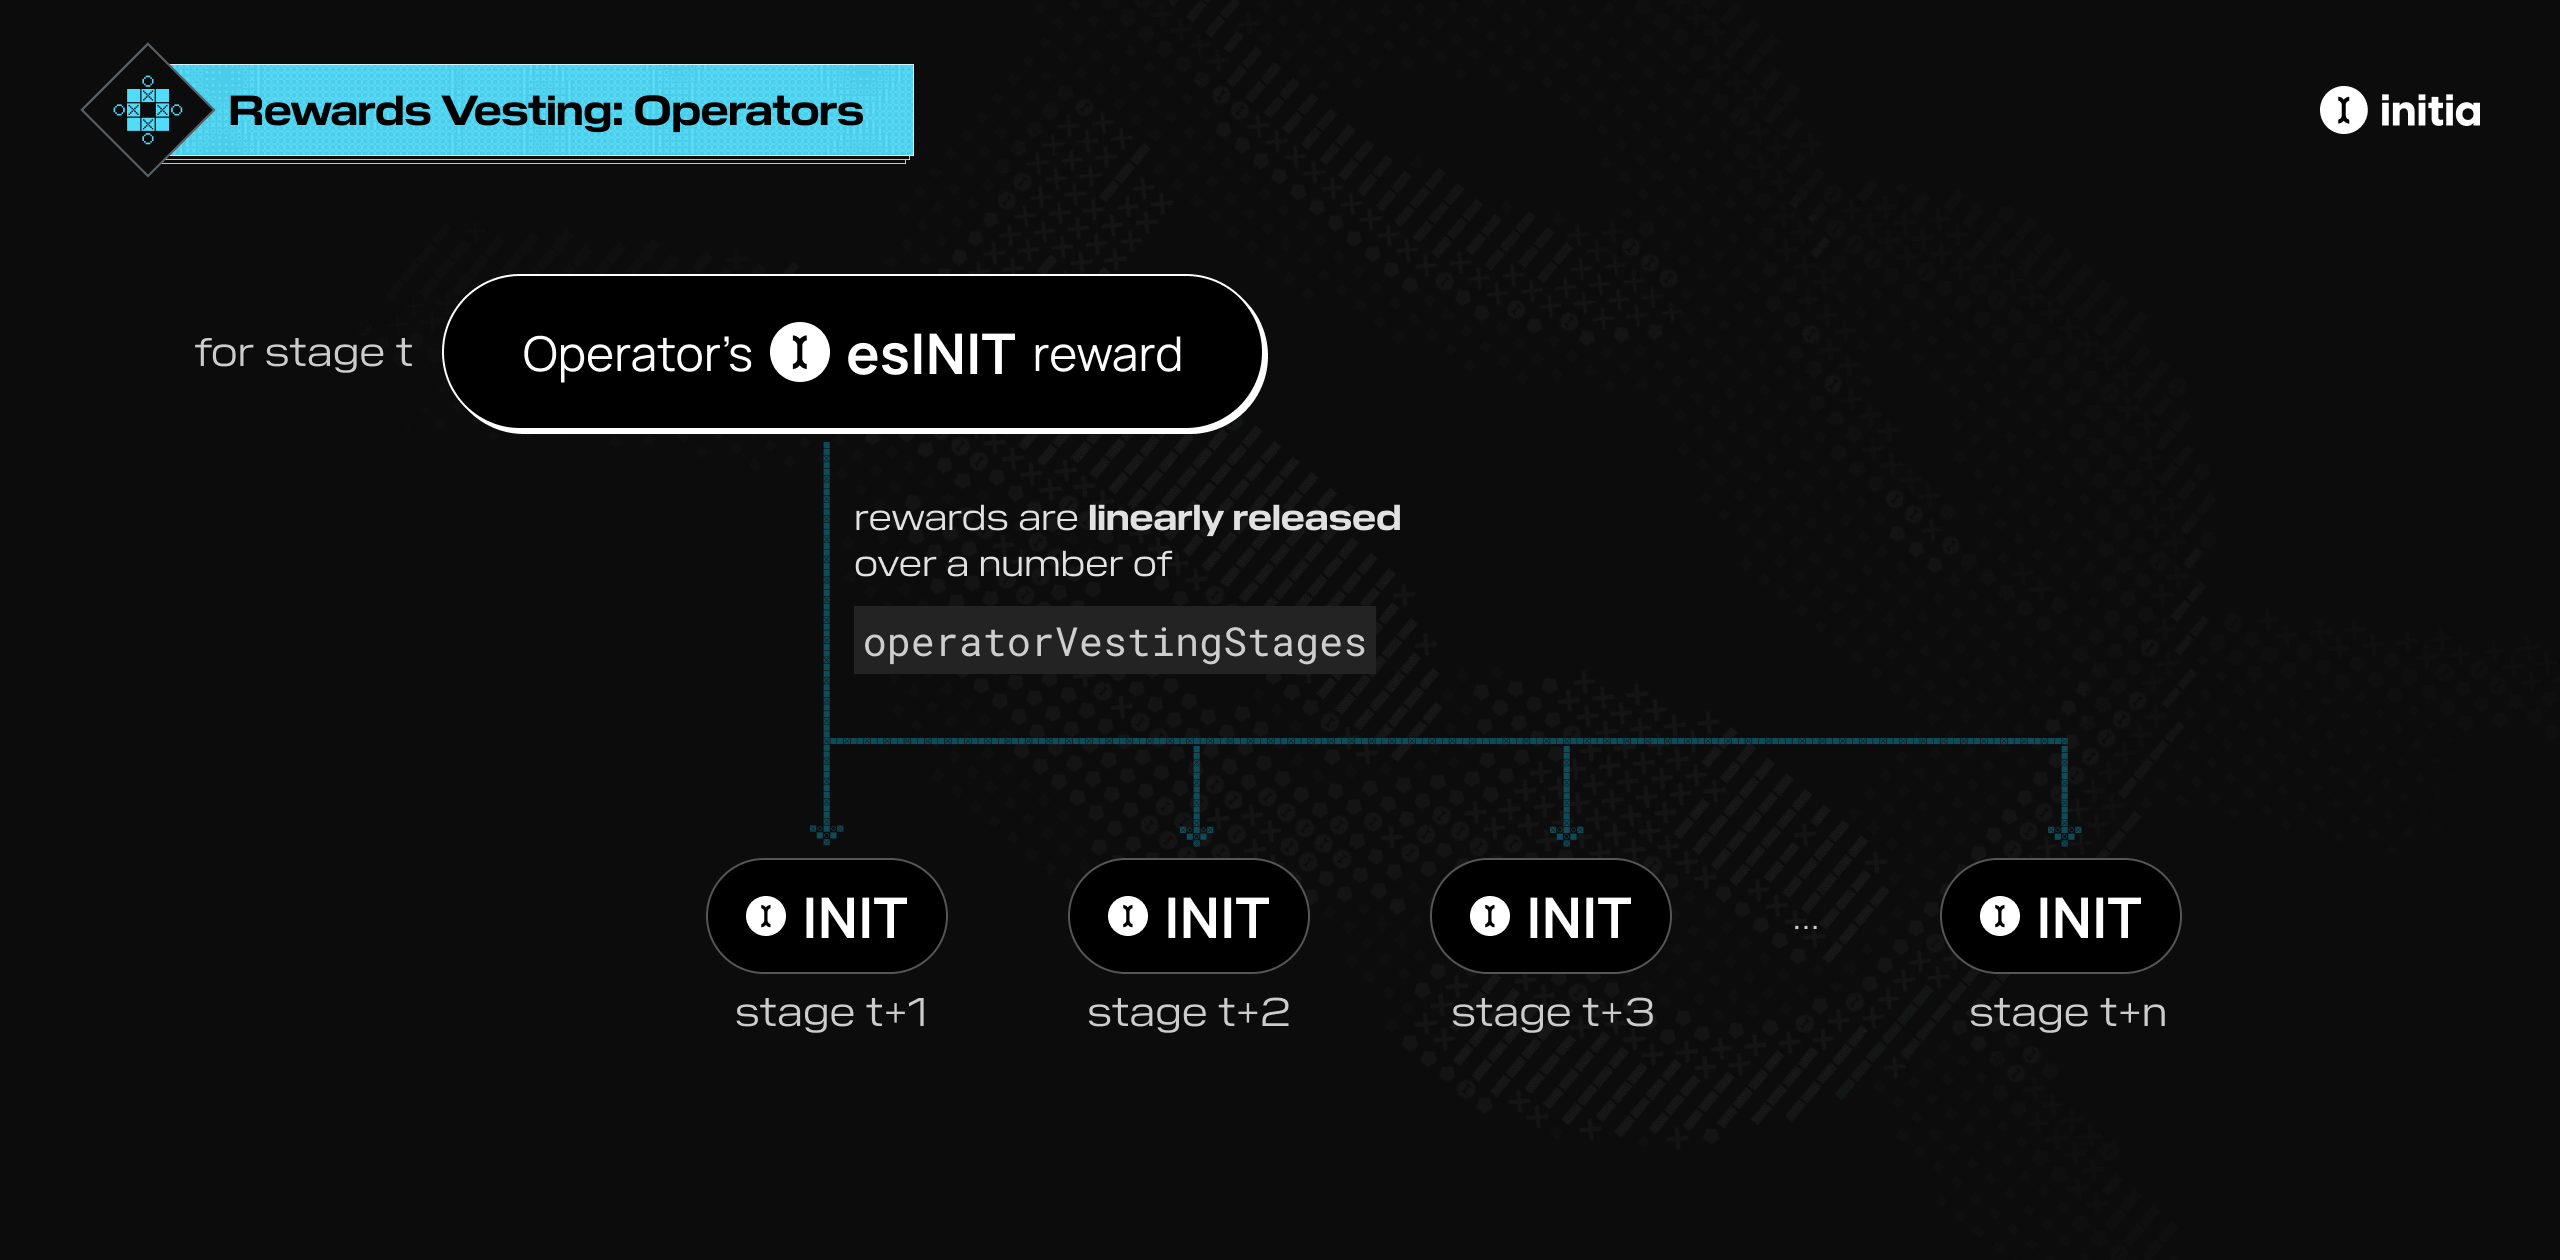 Rewards Vesting: Operators
initia
for stage t
Operator’s esINIT reward
rewards are linearly released
over a number of
operatorVestingStages
INIT
INIT
INIT
...
INIT
stage t+1
stage t+2
stage t+3
stage t+n